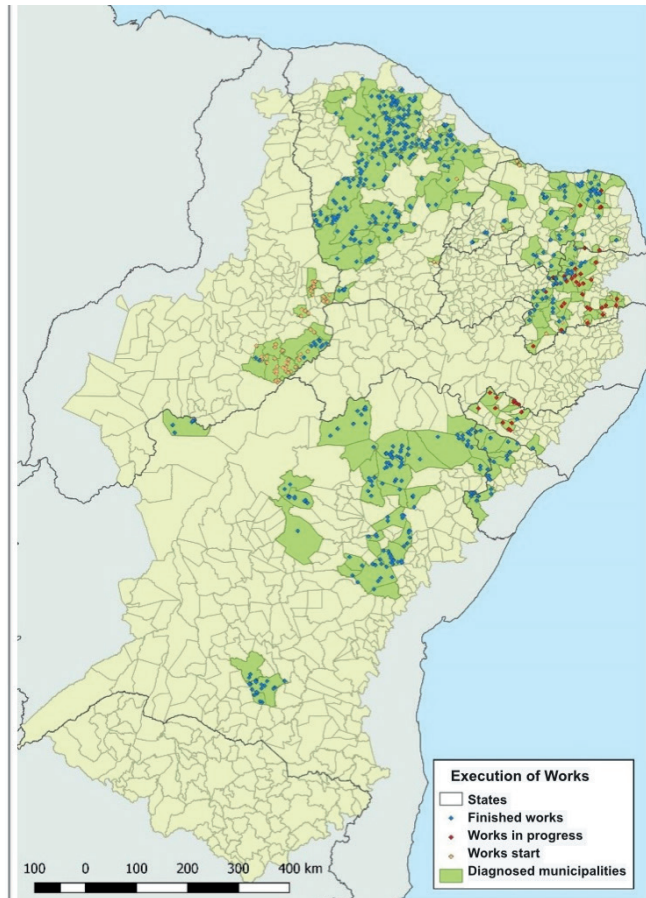 Execution of Works
States
Finished works
Works in progress
Works start
Diagnosed municipalities
100 0 100 200 300 400 km